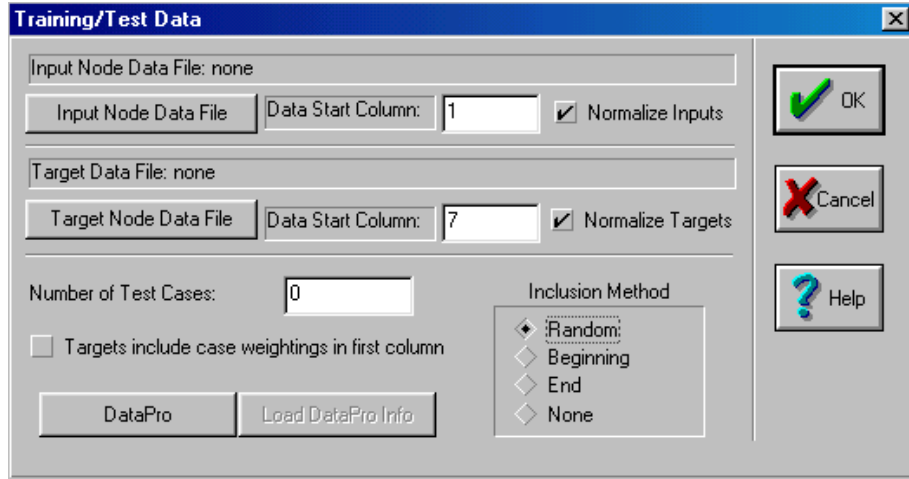 Training/Test Data
Input Node Data File: none
Input Node Data File
Data Start Column:
1
Normalize Inputs
Target Data File: none
Target Node Data File
Data Start Column:
7
Normalize Targets
Number of Test Cases:
0
Targets include case weightings in first column
DataPro
Load DataPro Info
Inclusion Method
Random
Beginning
End
None
OK
Cancel
Help